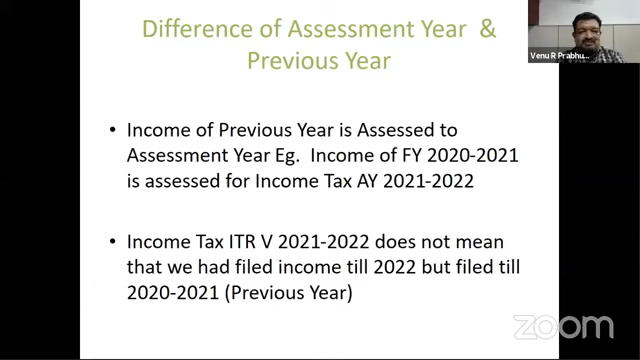 Difference of Assessment Year &
Previous Year
Venu R Prabhu...
• Income of Previous Year is Assessed to
Assessment Year Eg. Income of FY 2020-2021
is assessed for Income Tax AY 2021-2022
• Income Tax ITR V 2021-2022 does not mean
that we had filed income till 2022 but filed till
2020-2021 (Previous Year)
zoom